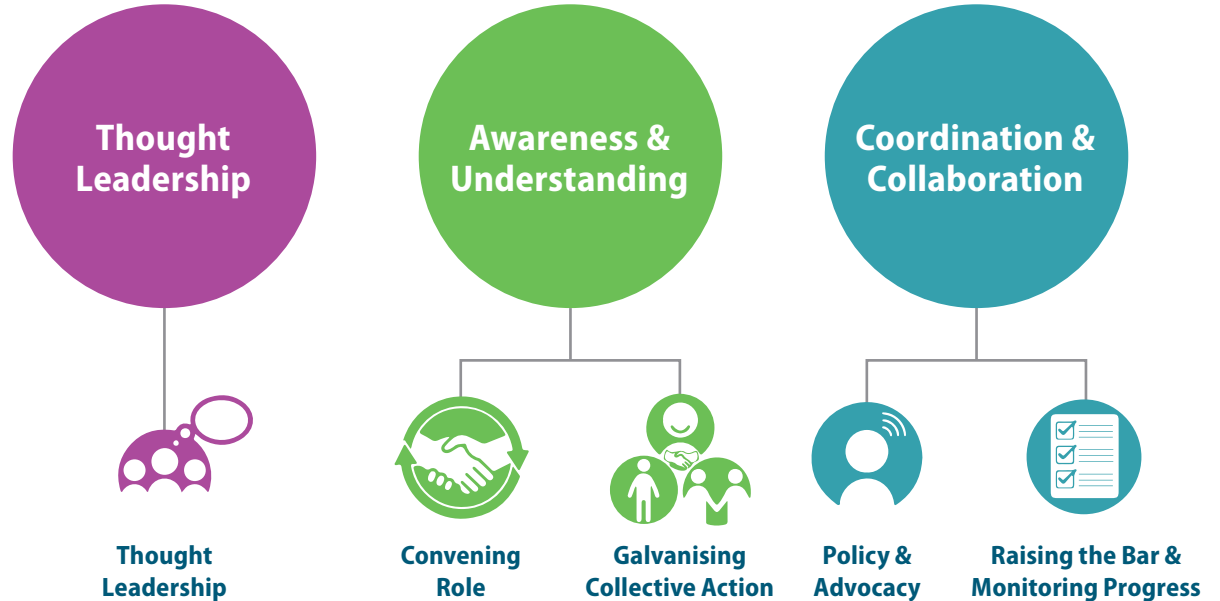 Thought
Leadership
Awareness &
Understanding
Coordination &
Collaboration
Thought
Leadership
Convening
Role
Galvanising
Collective Action
Policy &
Advocacy
Raising the Bar &
Monitoring Progress